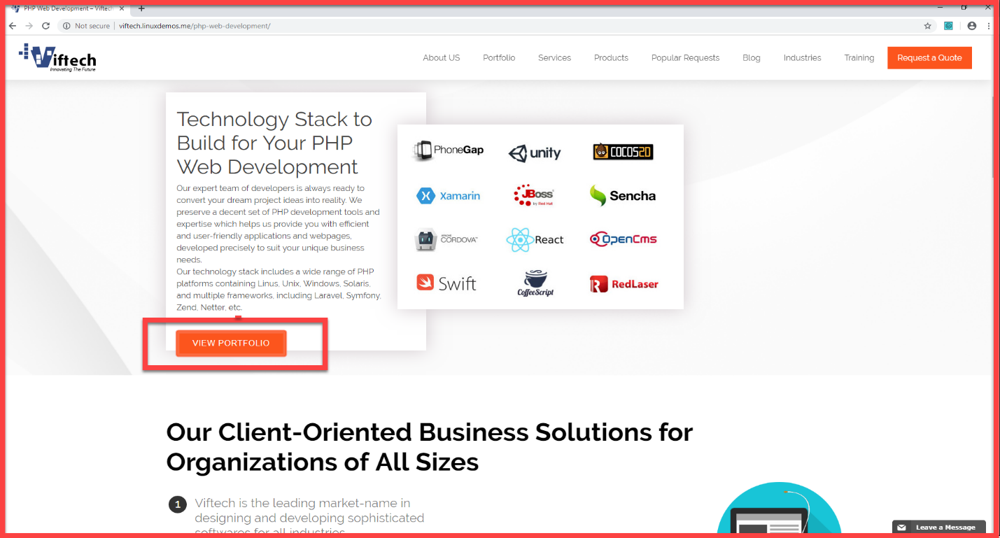 PHP Web Development – Viftech
Not secure
viftech.linuxdemos.me/php-web-development/
Viftech
Innovating The Future
About US
Portfolio
Services
Products
Popular Requests
Blog
Industries
Training
Request a Quote
Technology Stack to
Build for Your PHP
Web Development
Our expert team of developers is always ready to
convert your dream project ideas into reality. We
preserve a decent set of PHP development tools and
expertise which helps us provide you with efficient
and user-friendly applications and webpages,
developed precisely to suit your unique business
needs.
Our technology stack includes a wide range of PHP
platforms containing Linus, Unix, Windows, Solaris,
and multiple frameworks, including Laravel, Symfony,
Zend, Netter, etc.
VIEW PORTFOLIO
PhoneGap
unity
COCOS2D
Xamarin
JBoss
by Red Hat
Sencha
APACHE
CORDOVA™
React
OpenCms
Swift
CoffeeScript
RedLaser
Our Client-Oriented Business Solutions for
Organizations of All Sizes
1
Viftech is the leading market-name in
designing and developing sophisticated
softwares for all industries
Leave a Message